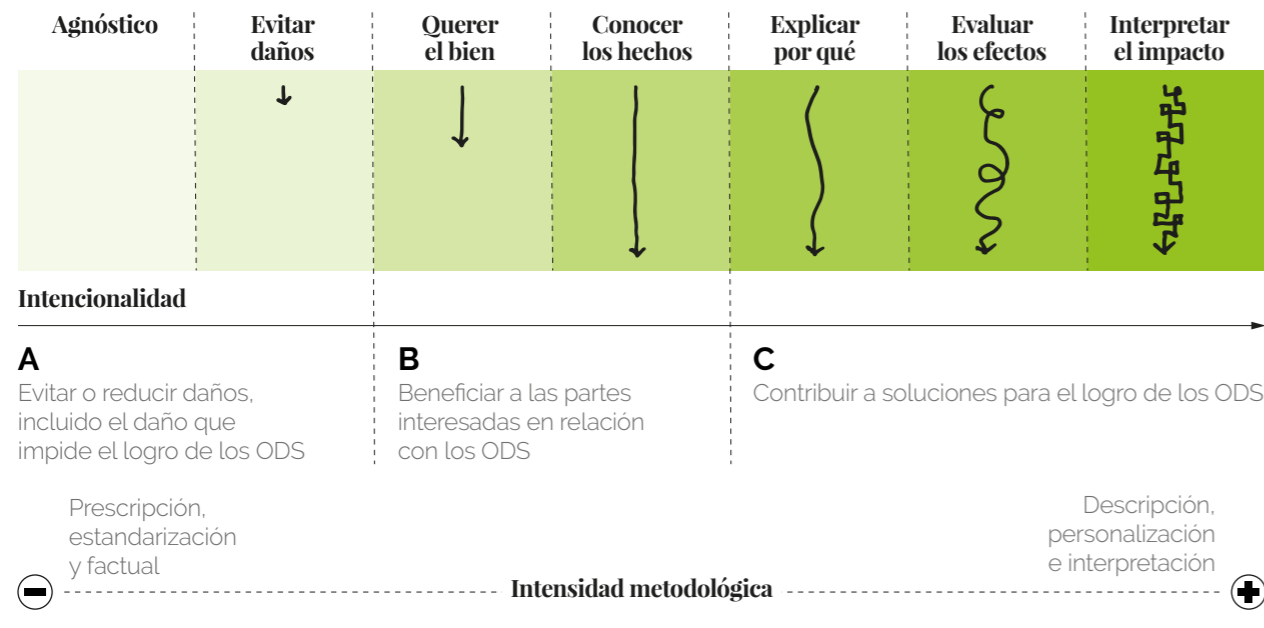 Agnóstico
Evitar
daños
Querer
el bien
Conocer
los hechos
Explicar
por qué
Evaluar
los efectos
Interpretar
el impacto
Intencionalidad
A
Evitar o reducir daños,
incluido el daño que
impide el logro de los ODS
B
Beneficiar a las partes
interesadas en relación
con los ODS
C
Contribuir a soluciones para el logro de los ODS
Prescripción,
estandarización
y factual
Descripción,
personalización
e interpretación
Intensidad metodológica